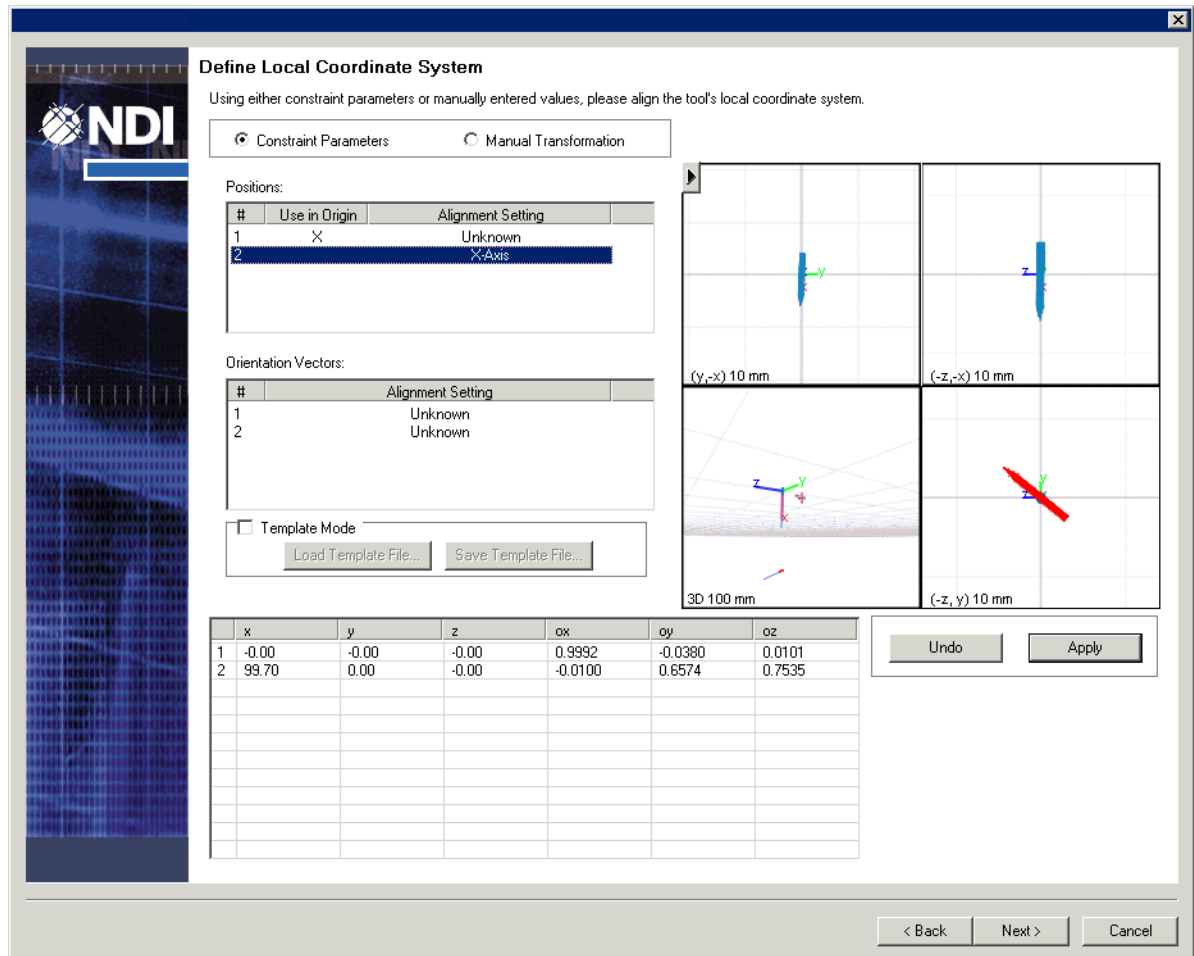 Define Local Coordinate System
Using either constraint parameters or manually entered values, please align the tool's local coordinate system.
NDI
Constraint Parameters Manual Transformation
Positions:
# Use in Origin Alignment Setting
1 X Unknown
2 X-Axis
Orientation Vectors:
# Alignment Setting
1 Unknown
2 Unknown
Template Mode
Load Template File... Save Template File...
z y x
(y,-x) 10 mm
z
(-z,-x) 10 mm
z y x
3D 100 mm
y z
(-z, y) 10 mm
x y z ox oy oz
1 -0.00 -0.00 -0.00 0.9992 -0.0380 0.0101
2 99.70 0.00 -0.00 -0.0100 0.6574 0.7535
Undo Apply
< Back Next > Cancel